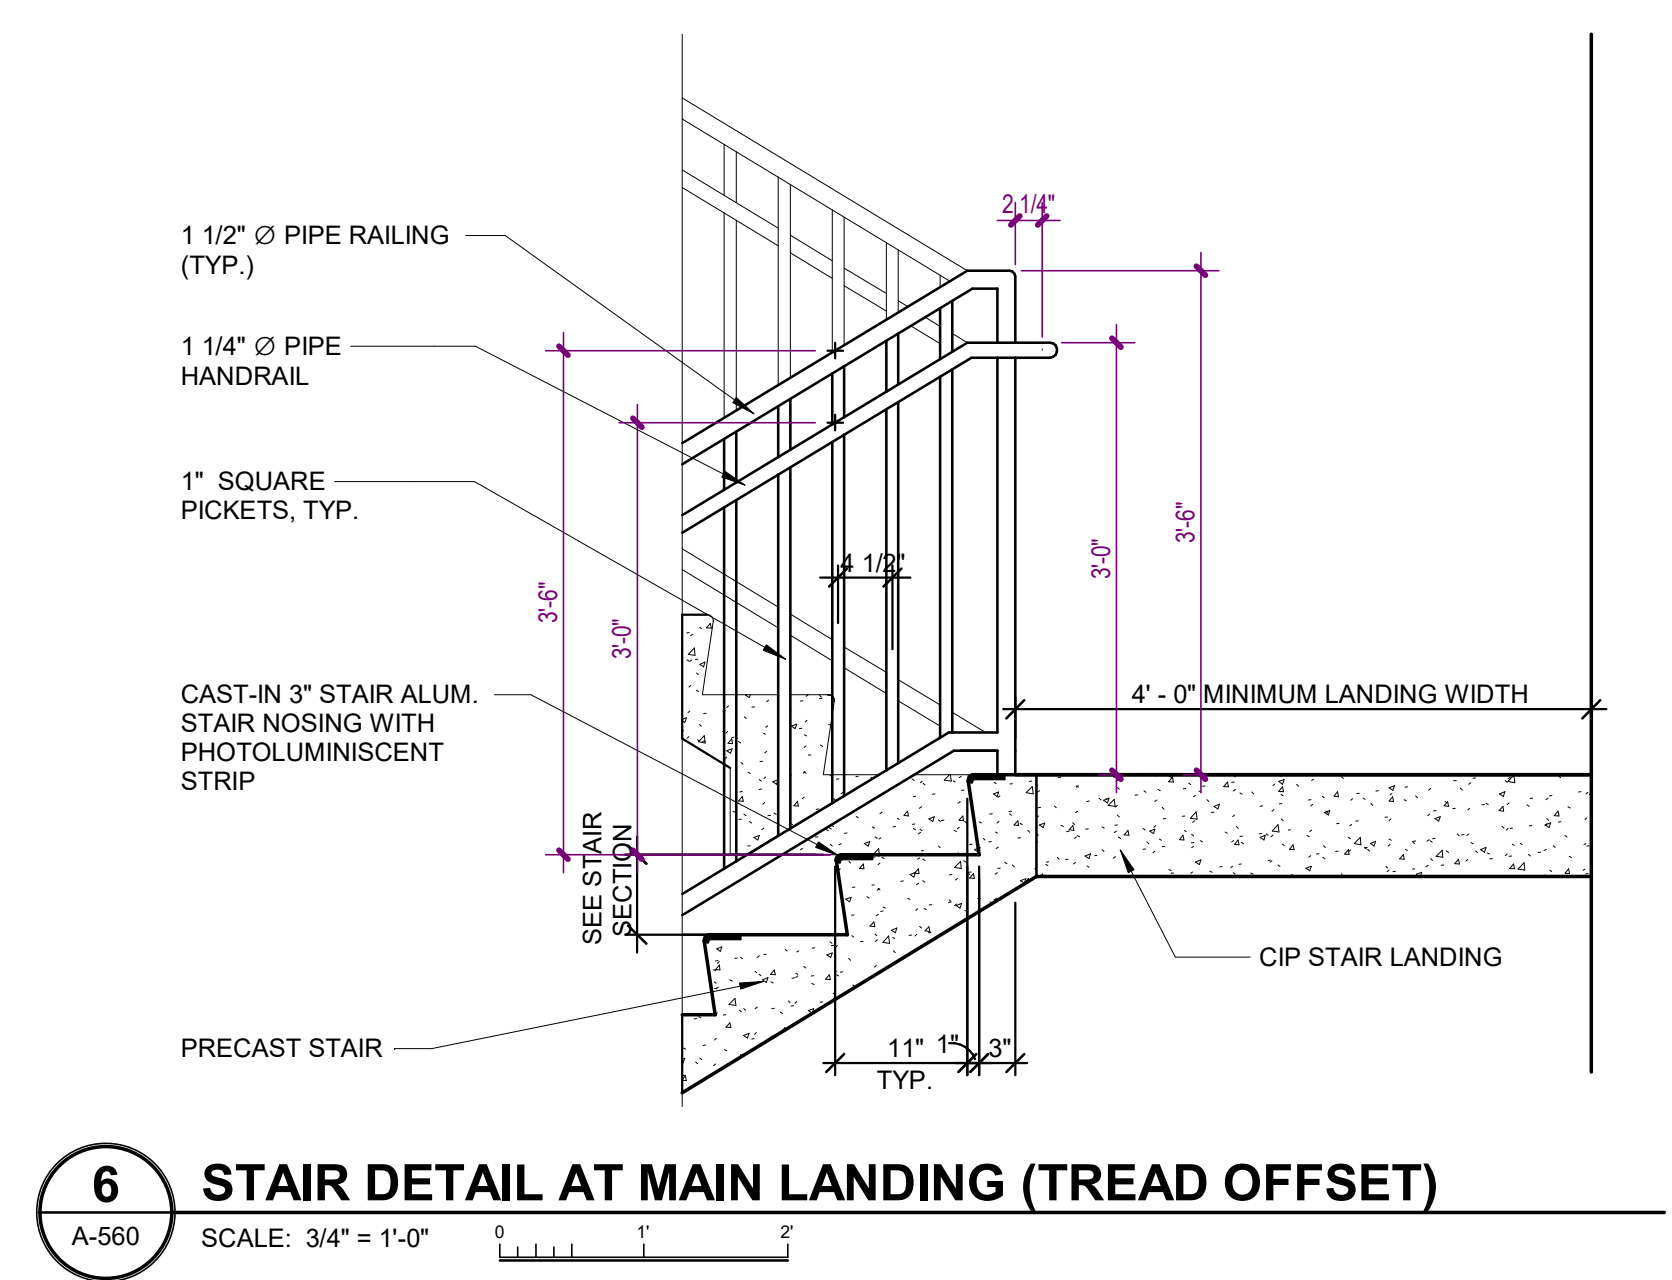 2 1/4"
1 1/2" Ø PIPE RAILING
(TYP.)
1 1/4" Ø PIPE
HANDRAIL
1" SQUARE
PICKETS, TYP.
4 1/2"
3'-6"
3'-0"
3'-0"
3'-6"
CAST-IN 3" STAIR ALUM.
STAIR NOSING WITH
PHOTOLUMINISCENT
STRIP
4' - 0" MINIMUM LANDING WIDTH
SEE STAIR
SECTION
CIP STAIR LANDING
PRECAST STAIR
11"
TYP.
1"
3"
6
A-560
STAIR DETAIL AT MAIN LANDING (TREAD OFFSET)
SCALE: 3/4" = 1'-0"
0 1' 2'